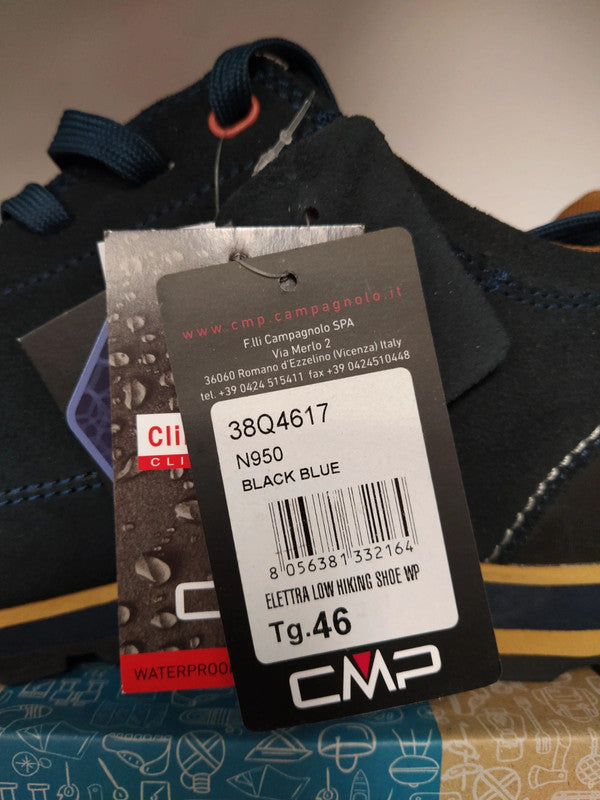 www.cmp.campagnolo.it
F.lli Campagnolo SPA
Via Merlo 2
36060 Romano d'Ezzelino (Vicenza) Italy
tel. +39 0424 515411 fax +39 0424510448
38Q4617
N950
BLACK BLUE
8 056381 332164
ELETTRA LOW HIKING SHOE WP
Tg.46
CMP
WATERPROO